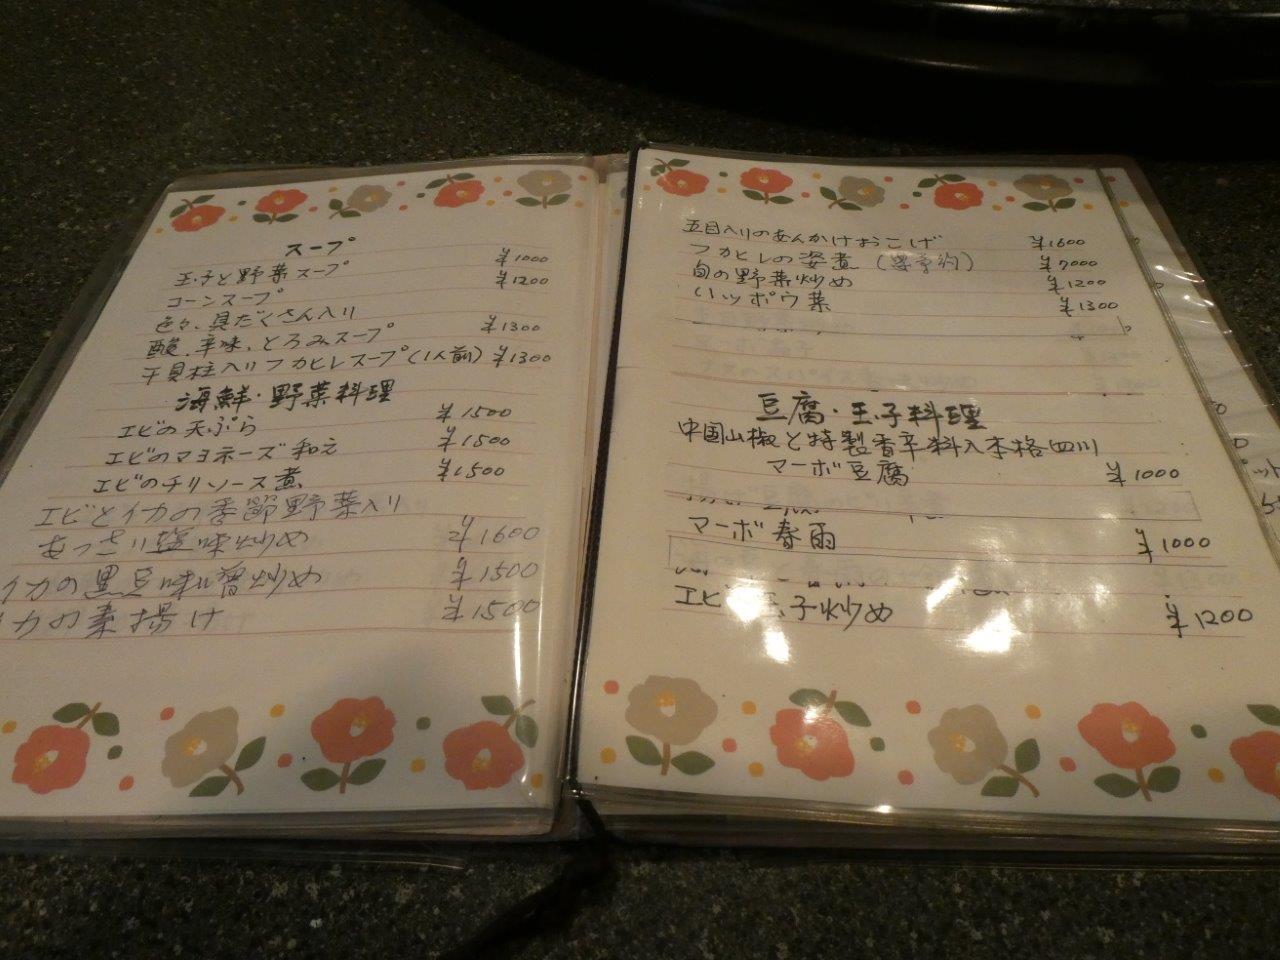 スープ
玉子と野菜スープ ¥1000
コーンスープ ¥1200
色々、具だくさん入り
酸、辛味、とろみスープ ¥1300
干貝柱入りフカヒレスープ(1人前) ¥1300
海鮮・野菜料理
エビの天ぷら ¥1500
エビのマヨネーズ和え ¥1500
エビのチリソース煮 ¥1500
エビとイカの季節野菜入り
あっさり塩味炒め ¥1600
イカの黒豆味噌炒め ¥1500
イカの素揚げ ¥1500
五目入りのあんかけおこげ ¥1600
フカヒレの姿煮(要予約) ¥7000
旬の野菜炒め ¥1200
ハッポウ菜 ¥1300
豆腐・玉子料理
中国山椒と特製香辛料入本格四川
マーボ豆腐 ¥1000
マーボ春雨 ¥1000
エビ 玉子炒め ¥1200